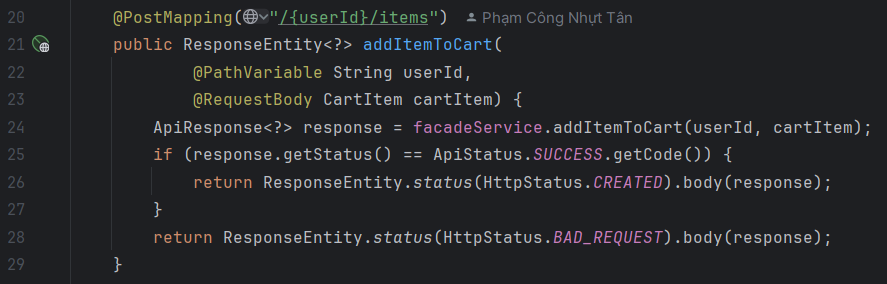 20 @PostMapping("/{userId}/items") Phạm Công Nhựt Tân
21 public ResponseEntity<?> addItemToCart(
22 @PathVariable String userId,
23 @RequestBody CartItem cartItem) {
24 ApiResponse<?> response = facadeService.addItemToCart(userId, cartItem);
25 if (response.getStatus() == ApiStatus.SUCCESS.getCode()) {
26 return ResponseEntity.status(HttpStatus.CREATED).body(response);
27 }
28 return ResponseEntity.status(HttpStatus.BAD_REQUEST).body(response);
29 }